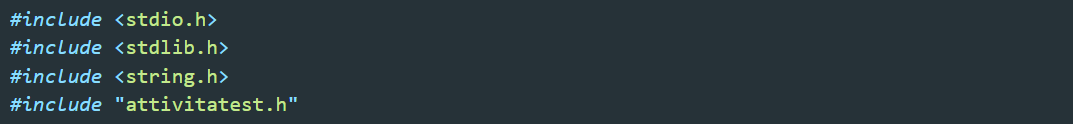 #include <stdio.h>
#include <stdlib.h>
#include <string.h>
#include "attivitatest.h"